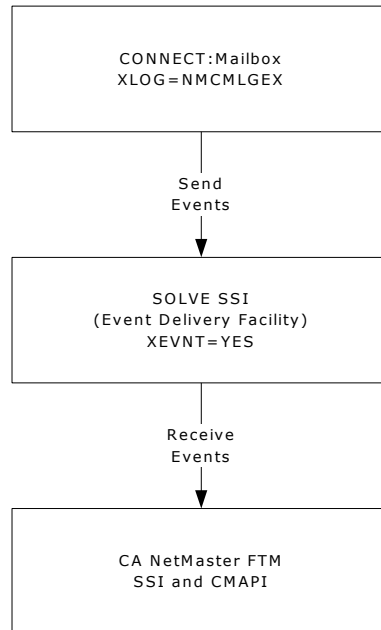 CONNECT:Mailbox
XLOG=NMCMLGEX
Send
Events
SOLVE SSI
(Event Delivery Facility)
XEVNT=YES
Receive
Events
CA NetMaster FTM
SSI and CMAPI